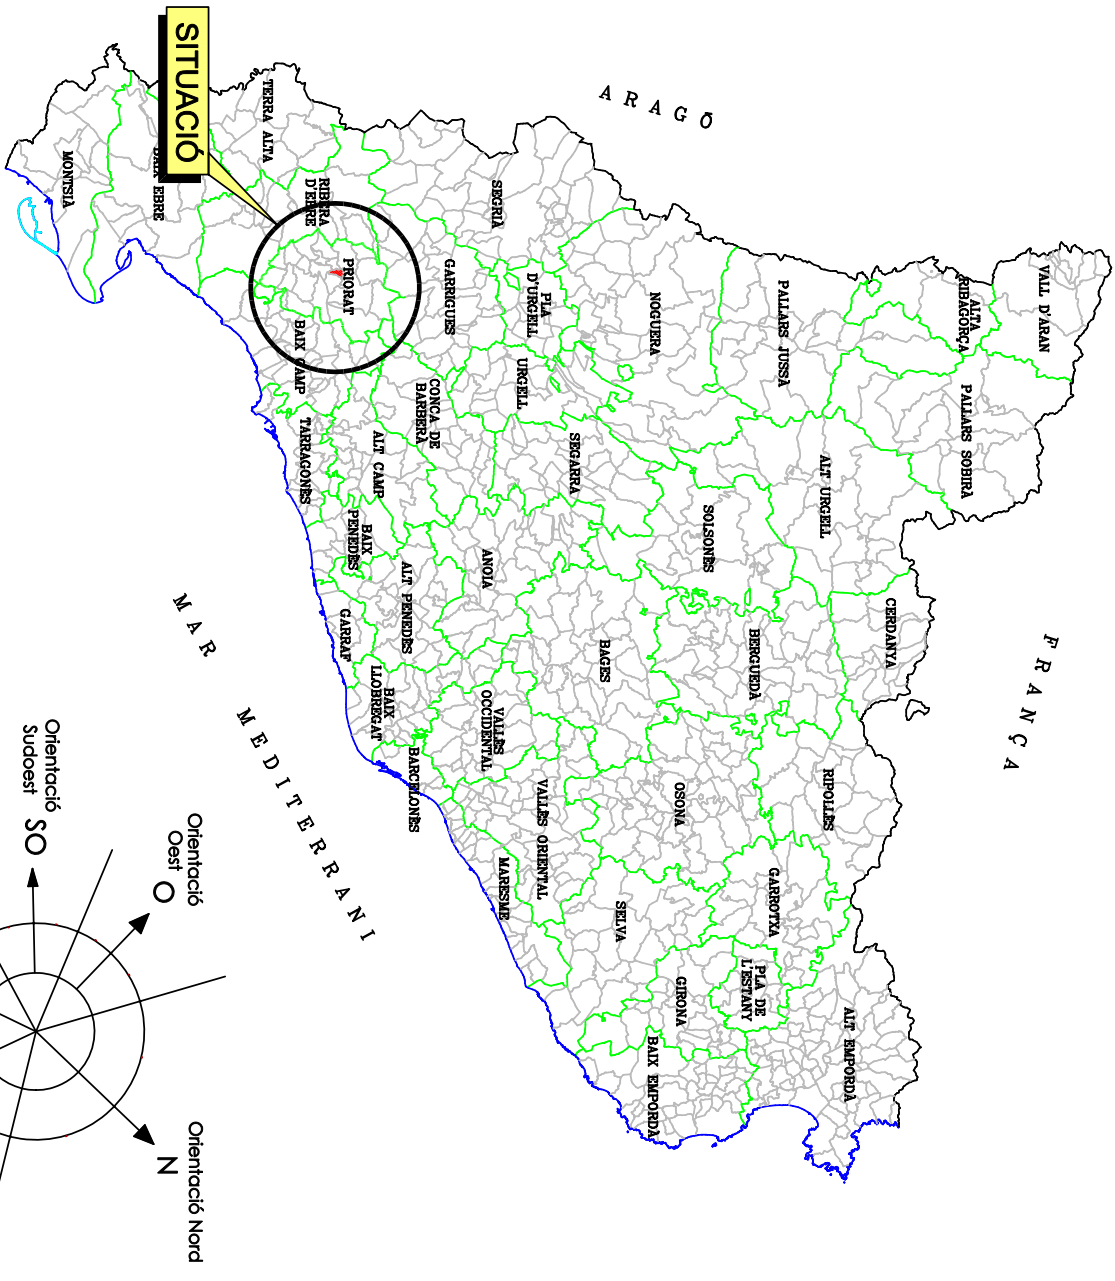 ARAGÓ
FRANÇA
MAR MEDITERRANI
SITUACIÓ
VALL D'ARAN
ALTA
RIBAGORÇA
PALLARS SOBIRÀ
PALLARS JUSSÀ
ALT URGELL
CERDANYA
RIPOLLÈS
GARROTXA
ALT EMPORDÀ
PLA DE
L'ESTANY
GIRONA
BAIX EMPORDÀ
SELVA
OSONA
BERGUEDÀ
SOLSONÈS
NOGUERA
SEGRIÀ
PLA
D'URGELL
URGELL
SEGARRA
BAGES
ANOIA
VALLÈS
OCCIDENTAL
VALLÈS ORIENTAL
MARESME
BARCELONÈS
BAIX
LLOBREGAT
GARRAF
ALT PENEDÈS
BAIX
PENEDÈS
ALT CAMP
CONCA DE
BARBERÀ
GARRIGUES
TARRAGONÈS
BAIX CAMP
PRIORAT
RIBERA
D'EBRE
TERRA ALTA
BAIX EBRE
MONTSIÀ
Orientació
Sudoest
SO
Orientació
Oest
O
Orientació Nord
N